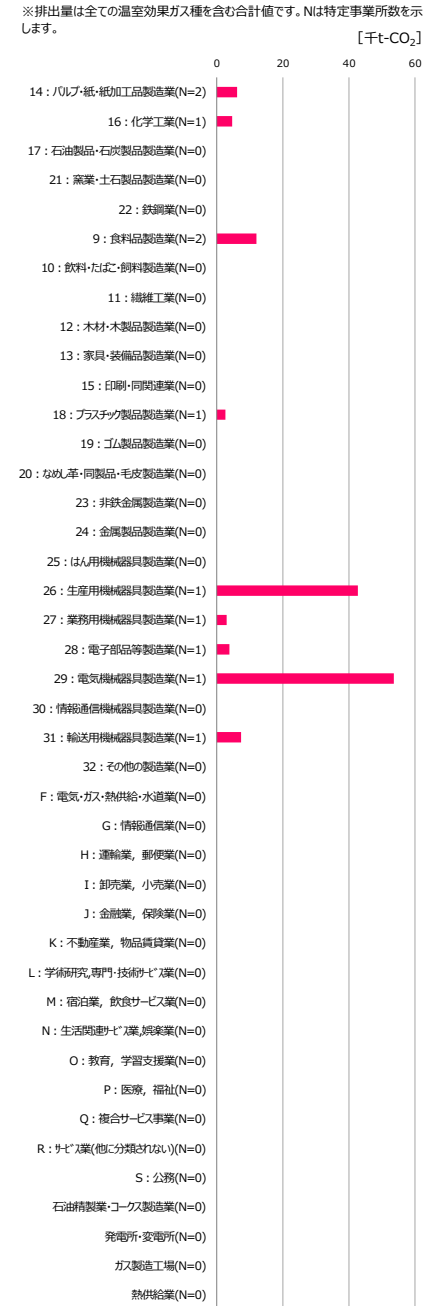 ※排出量は全ての温室効果ガス種を含む合計値です。Nは特定事業所数を示
します。
[千t-CO₂]
0 20 40 60
14：パルプ・紙・紙加工品製造業(N=2)
16：化学工業(N=1)
17：石油製品・石炭製品製造業(N=0)
21：窯業・土石製品製造業(N=0)
22：鉄鋼業(N=0)
9：食料品製造業(N=2)
10：飲料・たばこ・飼料製造業(N=0)
11：繊維工業(N=0)
12：木材・木製品製造業(N=0)
13：家具・装備品製造業(N=0)
15：印刷・同関連業(N=0)
18：プラスチック製品製造業(N=1)
19：ゴム製品製造業(N=0)
20：なめし革・同製品・毛皮製造業(N=0)
23：非鉄金属製造業(N=0)
24：金属製品製造業(N=0)
25：はん用機械器具製造業(N=0)
26：生産用機械器具製造業(N=1)
27：業務用機械器具製造業(N=1)
28：電子部品等製造業(N=1)
29：電気機械器具製造業(N=1)
30：情報通信機械器具製造業(N=0)
31：輸送用機械器具製造業(N=1)
32：その他の製造業(N=0)
F：電気・ガス・熱供給・水道業(N=0)
G：情報通信業(N=0)
H：運輸業，郵便業(N=0)
I：卸売業，小売業(N=0)
J：金融業，保険業(N=0)
K：不動産業，物品賃貸業(N=0)
L：学術研究,専門・技術ｻｰﾋﾞｽ業(N=0)
M：宿泊業，飲食サービス業(N=0)
N：生活関連ｻｰﾋﾞｽ業,娯楽業(N=0)
O：教育，学習支援業(N=0)
P：医療，福祉(N=0)
Q：複合サービス事業(N=0)
R：ｻｰﾋﾞｽ業(他に分類されない)(N=0)
S：公務(N=0)
石油精製業・コークス製造業(N=0)
発電所・変電所(N=0)
ガス製造工場(N=0)
熱供給業(N=0)